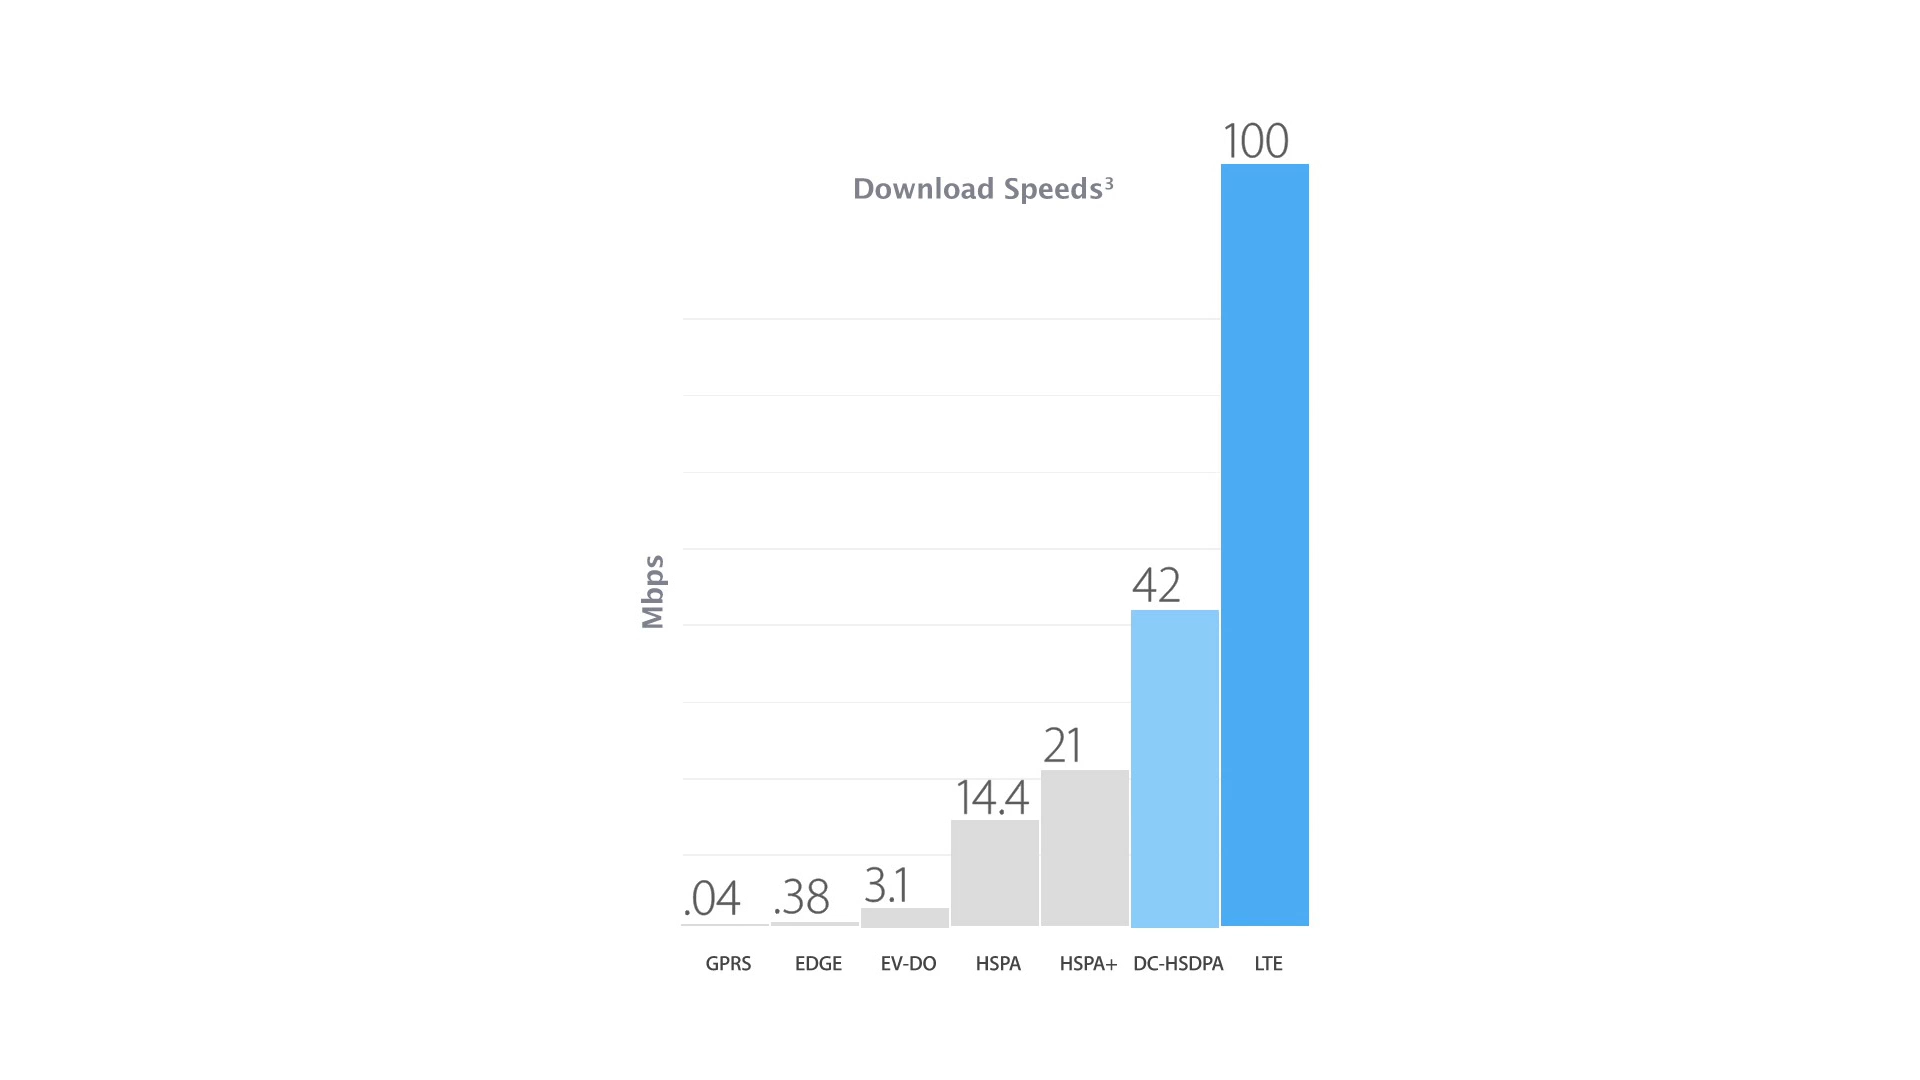 Download Speeds³
Mbps
.04
.38
3.1
14.4
21
42
100
GPRS EDGE EV-DO HSPA HSPA+ DC-HSDPA LTE